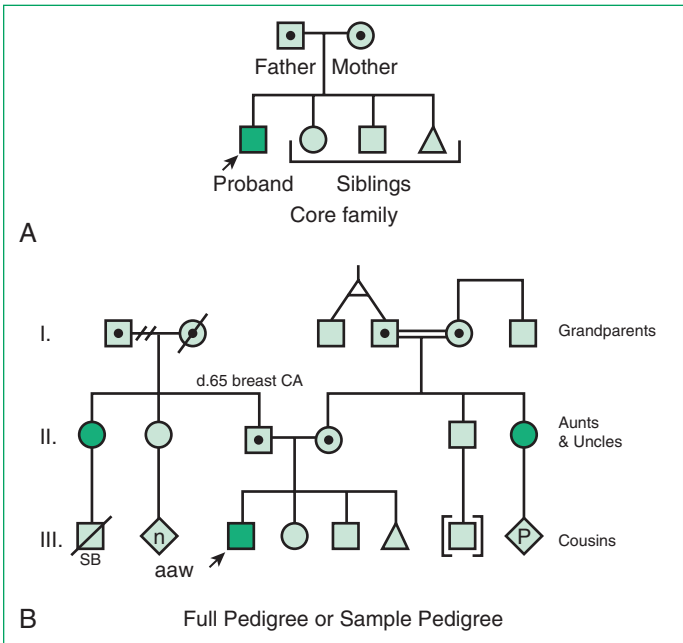 Father Mother
Proband Siblings
Core family
A
I. Grandparents
d.65 breast CA
II. Aunts
& Uncles
III. SB n P Cousins
aaw
B Full Pedigree or Sample Pedigree